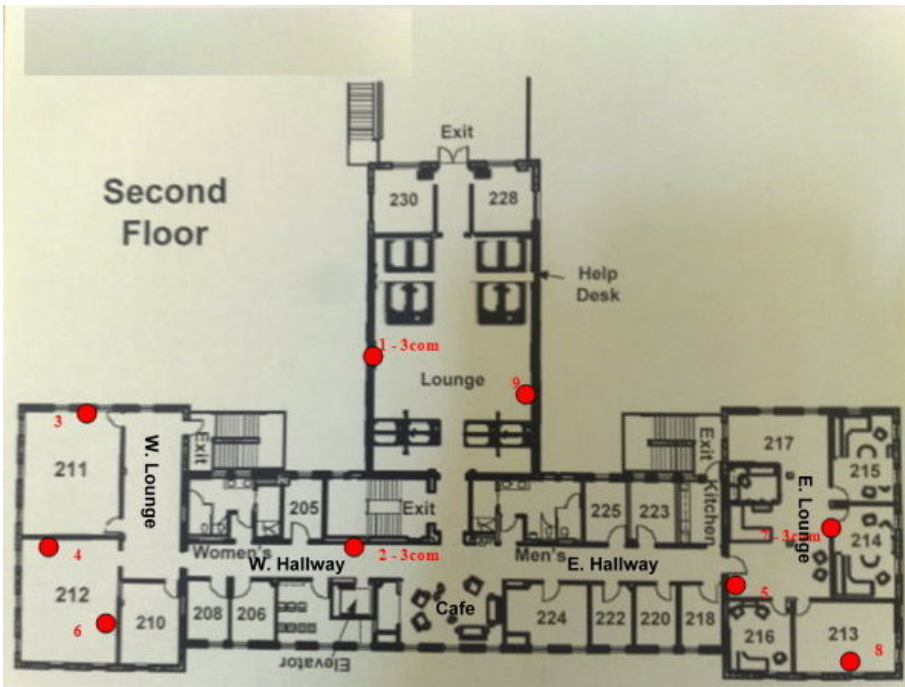 Exit
Second
Floor
230
228
Help
Desk
1 - 3com
Lounge
9
3
Exit
Exit
217
211
W. Lounge
215
E. Lounge
205
Exit
225
223
Kitchen
7 - 3com
4
Women's
2 - 3com
Men's
214
W. Hallway
E. Hallway
5
212
208
206
Cafe
224
222
220
218
6
210
216
213
8
Elevator